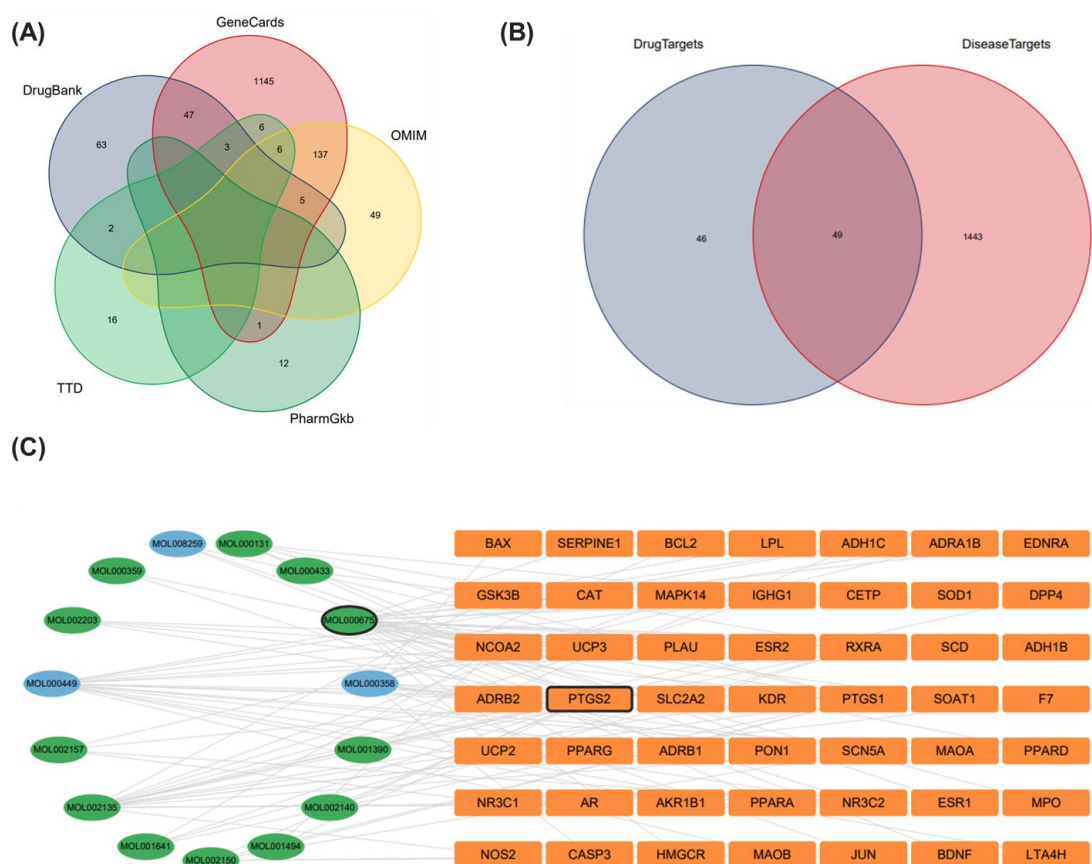 (A)
GeneCards
1145
DrugBank
47
6
OMIM
63
3
6
137
5
49
2
16
1
12
TTD
PharmGkb
(B)
DrugTargets
DiseaseTargets
46
49
1443
(C)
MOL008259
MOL000131
MOL000359
MOL000433
MOL002203
MOL000675
MOL000449
MOL000358
MOL002157
MOL001390
MOL002135
MOL002140
MOL001641
MOL001494
MOL002150
BAX SERPINE1 BCL2 LPL ADH1C ADRA1B EDNRA
GSK3B CAT MAPK14 IGHG1 CETP SOD1 DPP4
NCOA2 UCP3 PLAU ESR2 RXRA SCD ADH1B
ADRB2 PTGS2 SLC2A2 KDR PTGS1 SOAT1 F7
UCP2 PPARG ADRB1 PON1 SCN5A MAOA PPARD
NR3C1 AR AKR1B1 PPARA NR3C2 ESR1 MPO
NOS2 CASP3 HMGCR MAOB JUN BDNF LTA4H